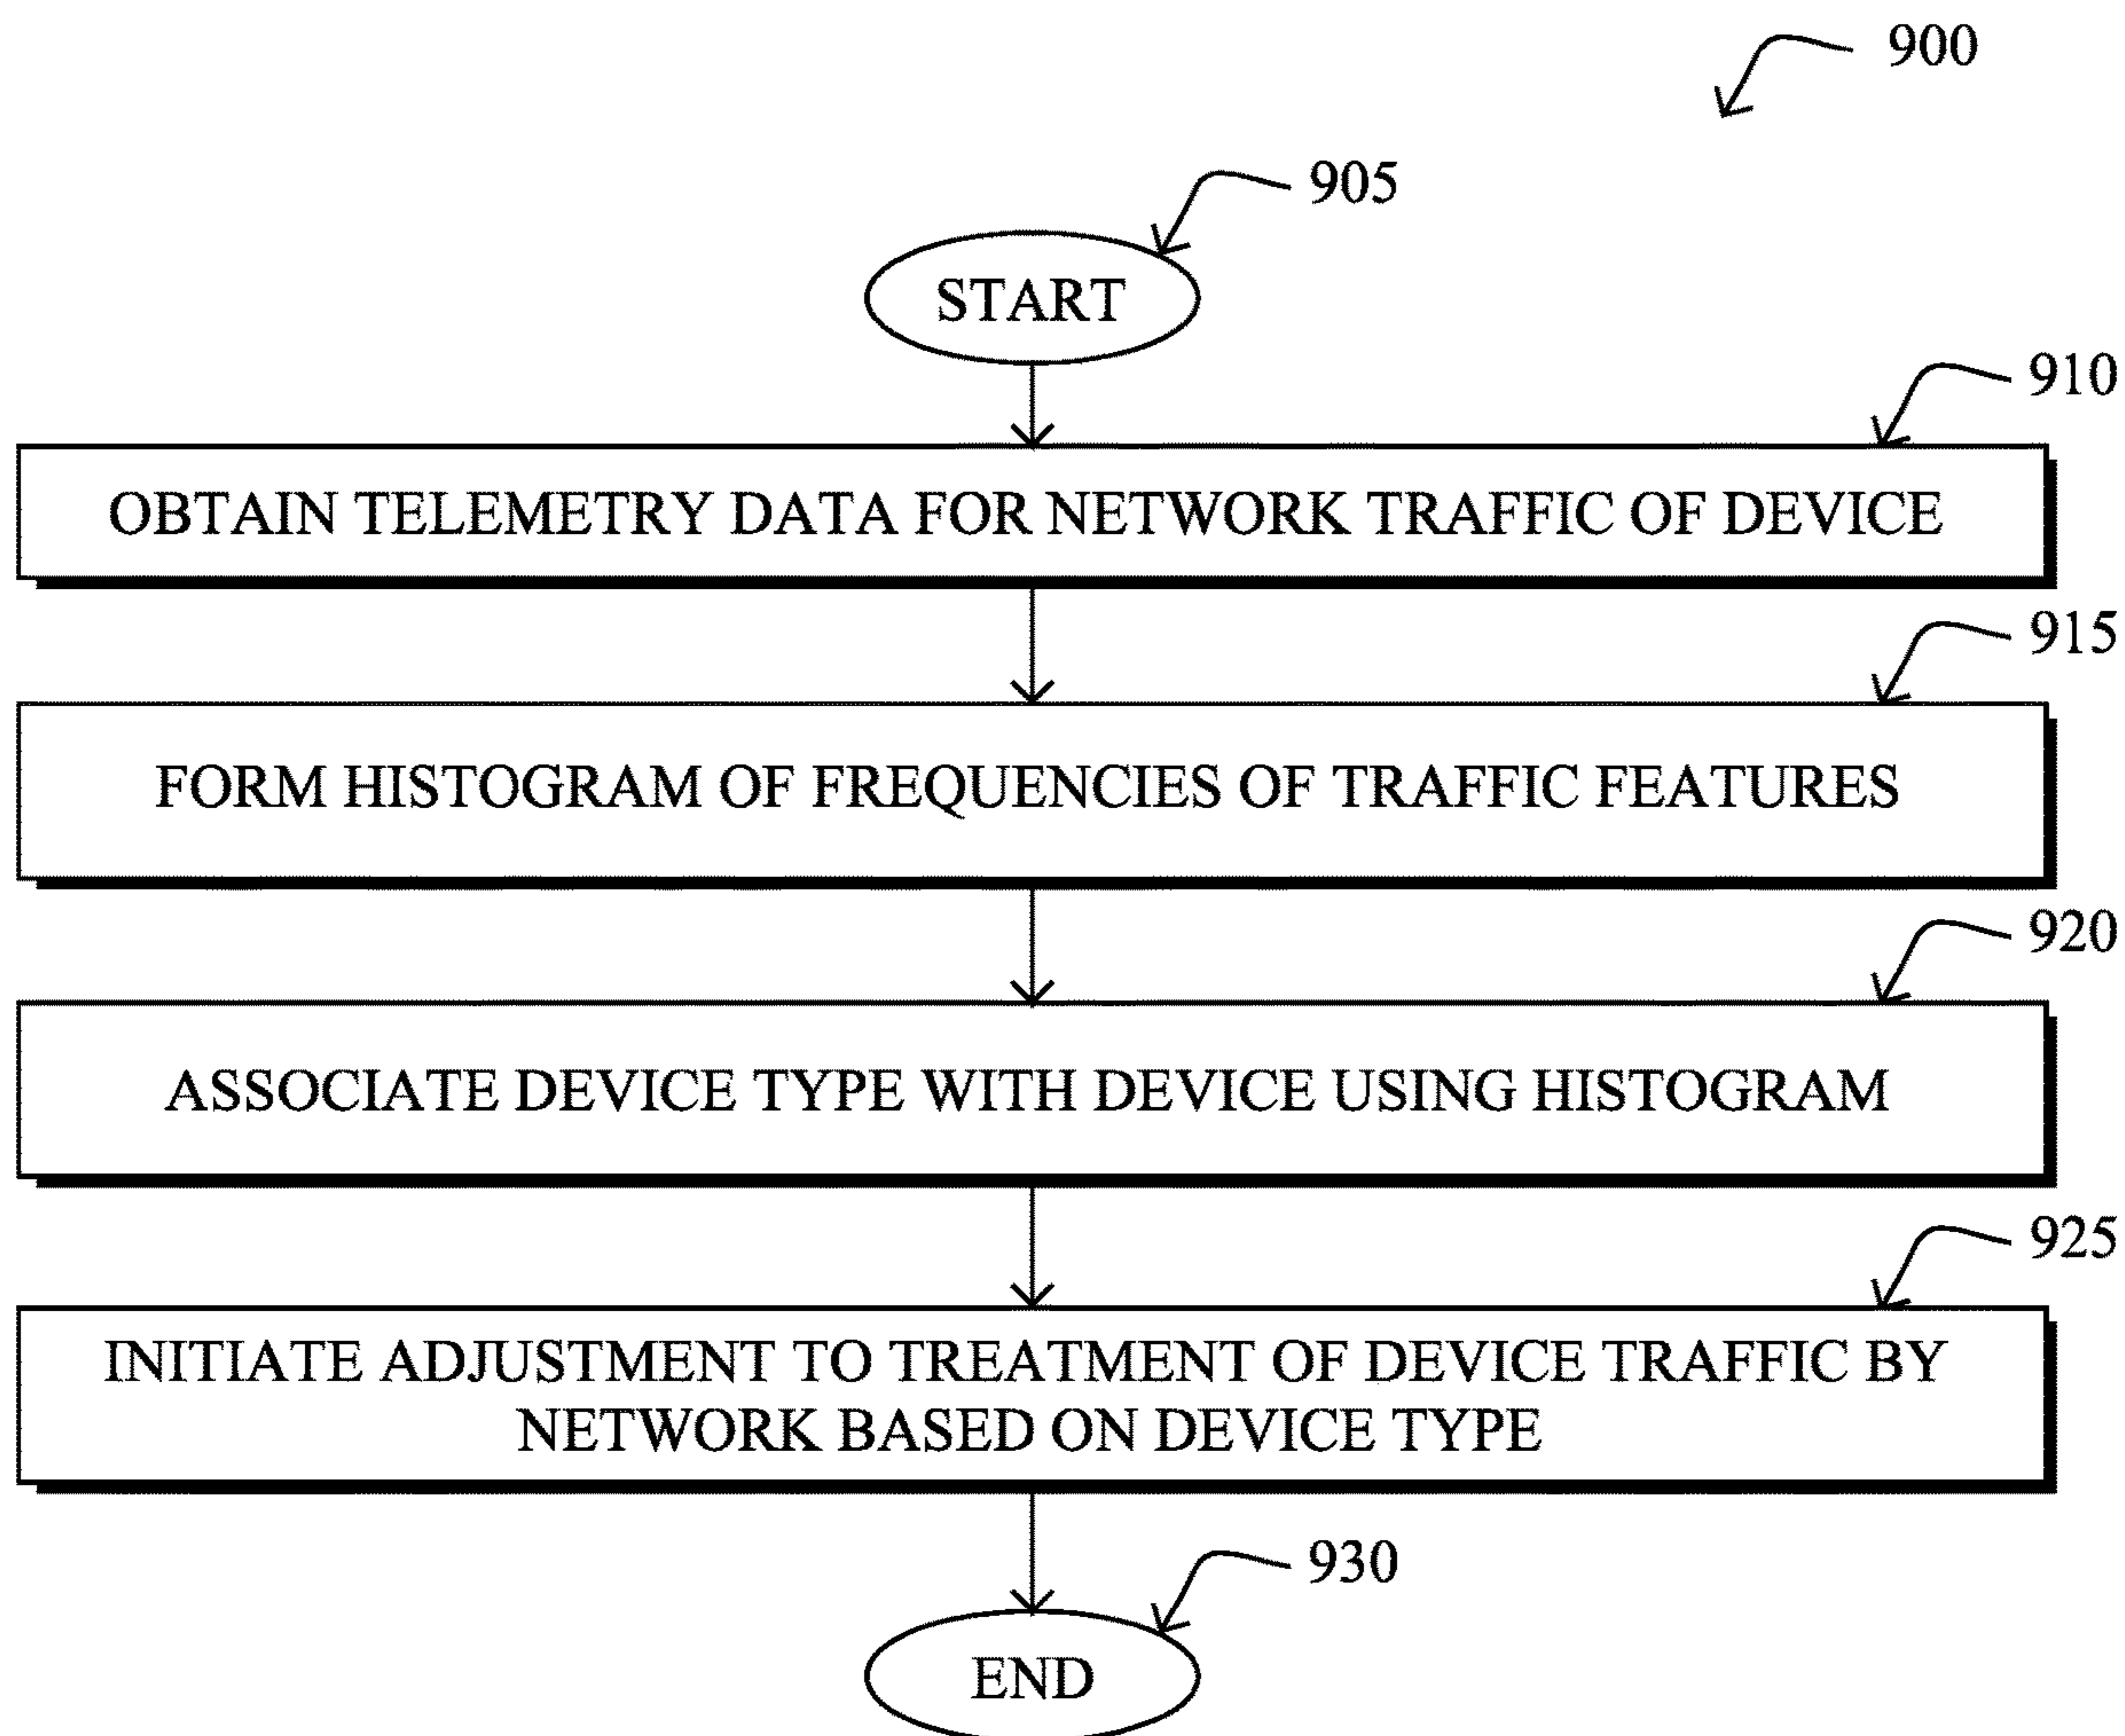 900
905
START
910
OBTAIN TELEMETRY DATA FOR NETWORK TRAFFIC OF DEVICE
915
FORM HISTOGRAM OF FREQUENCIES OF TRAFFIC FEATURES
920
ASSOCIATE DEVICE TYPE WITH DEVICE USING HISTOGRAM
925
INITIATE ADJUSTMENT TO TREATMENT OF DEVICE TRAFFIC BY
NETWORK BASED ON DEVICE TYPE
930
END